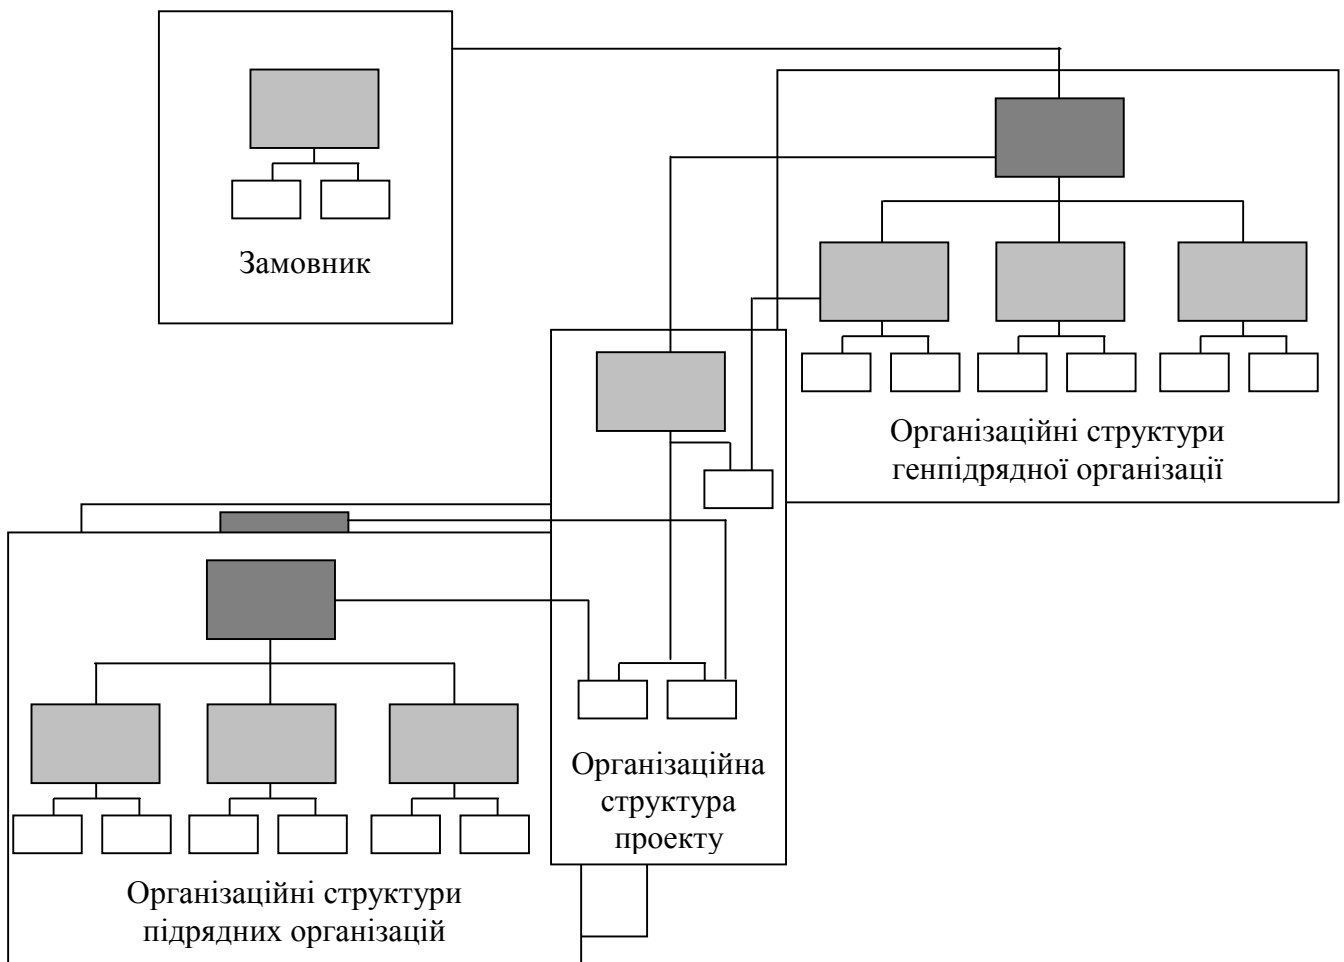 Замовник
Організаційні структури
генпідрядної організації
Організаційна
структура
проекту
Організаційні структури
підрядних організацій